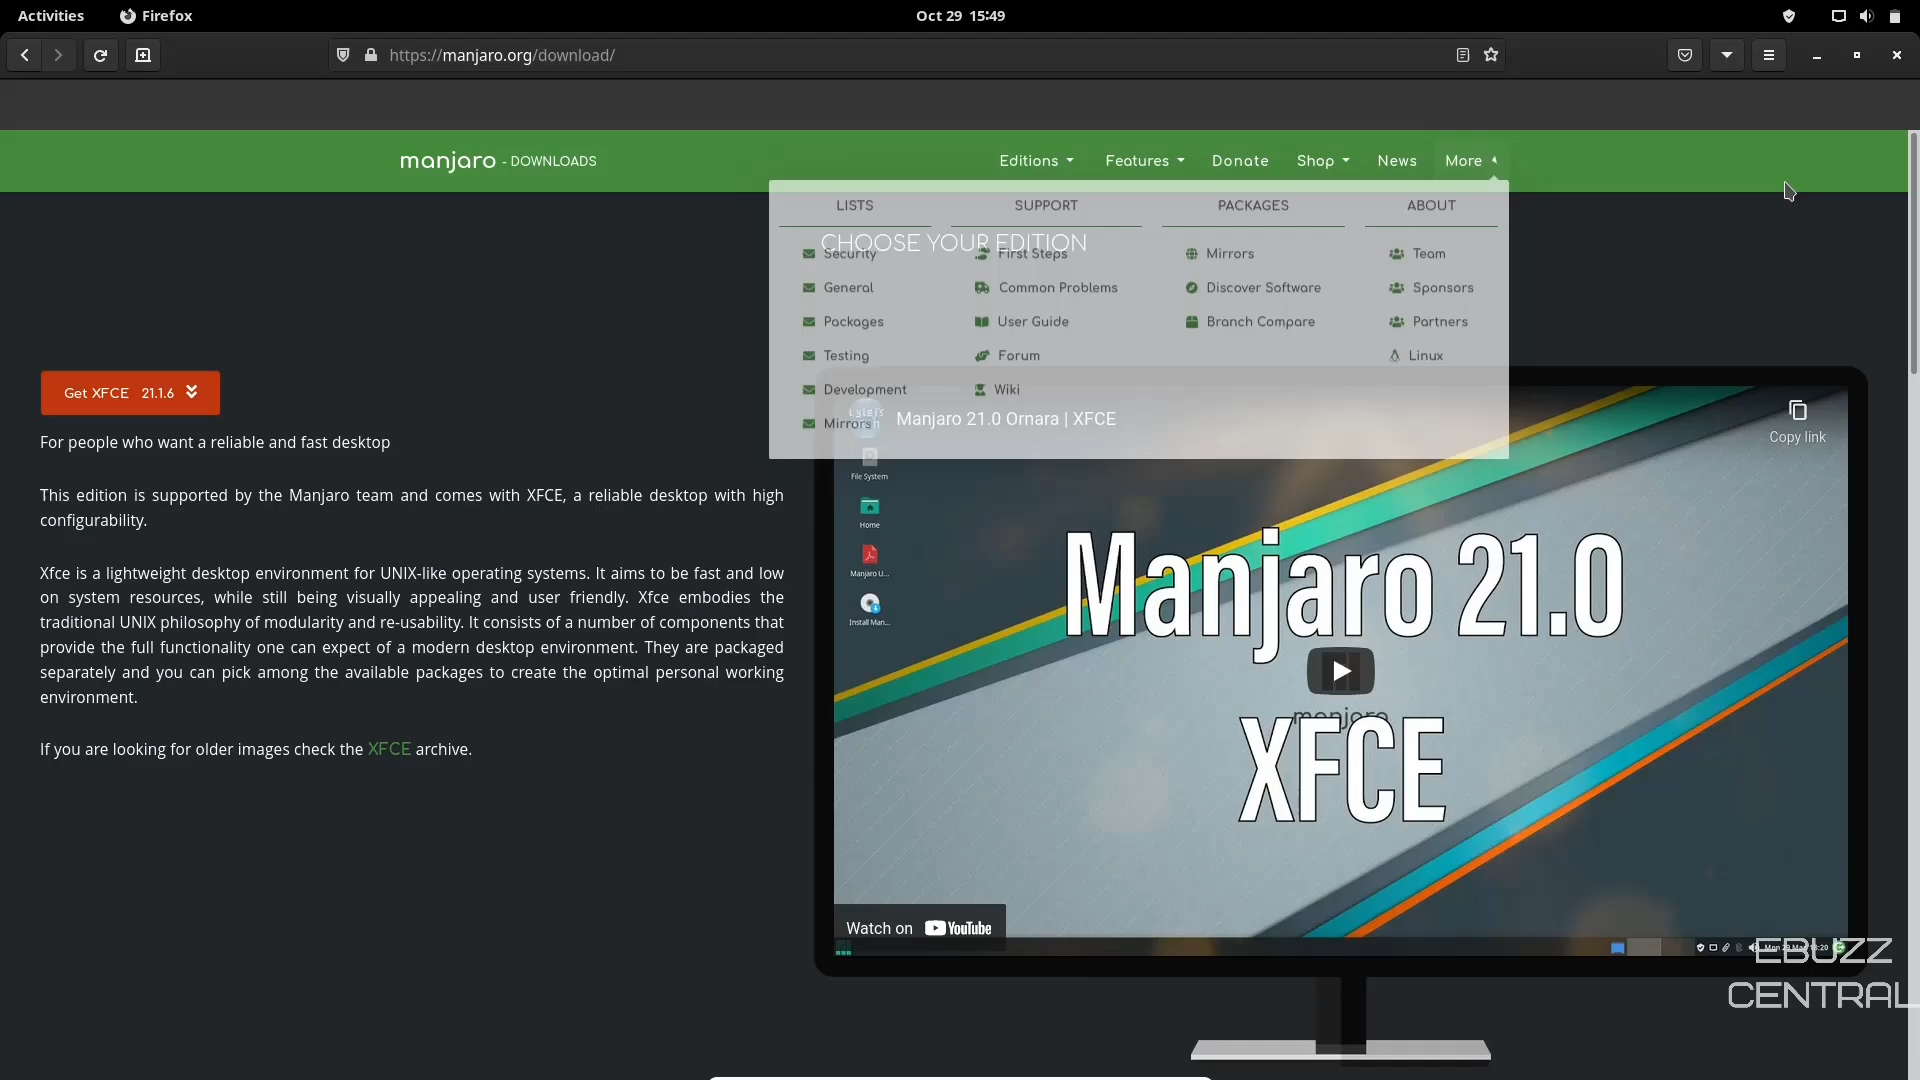 Activities Firefox Oct 29 15:49
https://manjaro.org/download/
manjaro - DOWNLOADS Editions Features Donate Shop News More
LISTS SUPPORT PACKAGES ABOUT
CHOOSE YOUR EDITION
Security First Steps Mirrors Team
General Common Problems Discover Software Sponsors
Packages User Guide Branch Compare Partners
Testing Forum Linux
Development Wiki
Mirrors
Get XFCE 21.1.6
For people who want a reliable and fast desktop
This edition is supported by the Manjaro team and comes with XFCE, a reliable desktop with high
configurability.
Xfce is a lightweight desktop environment for UNIX-like operating systems. It aims to be fast and low
on system resources, while still being visually appealing and user friendly. Xfce embodies the
traditional UNIX philosophy of modularity and re-usability. It consists of a number of components that
provide the full functionality one can expect of a modern desktop environment. They are packaged
separately and you can pick among the available packages to create the optimal personal working
environment.
If you are looking for older images check the XFCE archive.
Manjaro 21.0 Ornara | XFCE
Copy link
File System
Home
Manjaro U...
Install Man...
Manjaro 21.0
manjaro
XFCE
Watch on YouTube
EBUZZ
CENTRAL